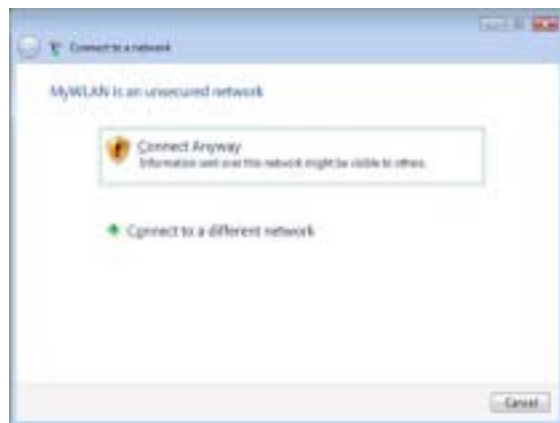 Connect to a network
MyWLAN is an unsecured network
Connect Anyway
Information sent over this network might be visible to others.
Connect to a different network
Cancel